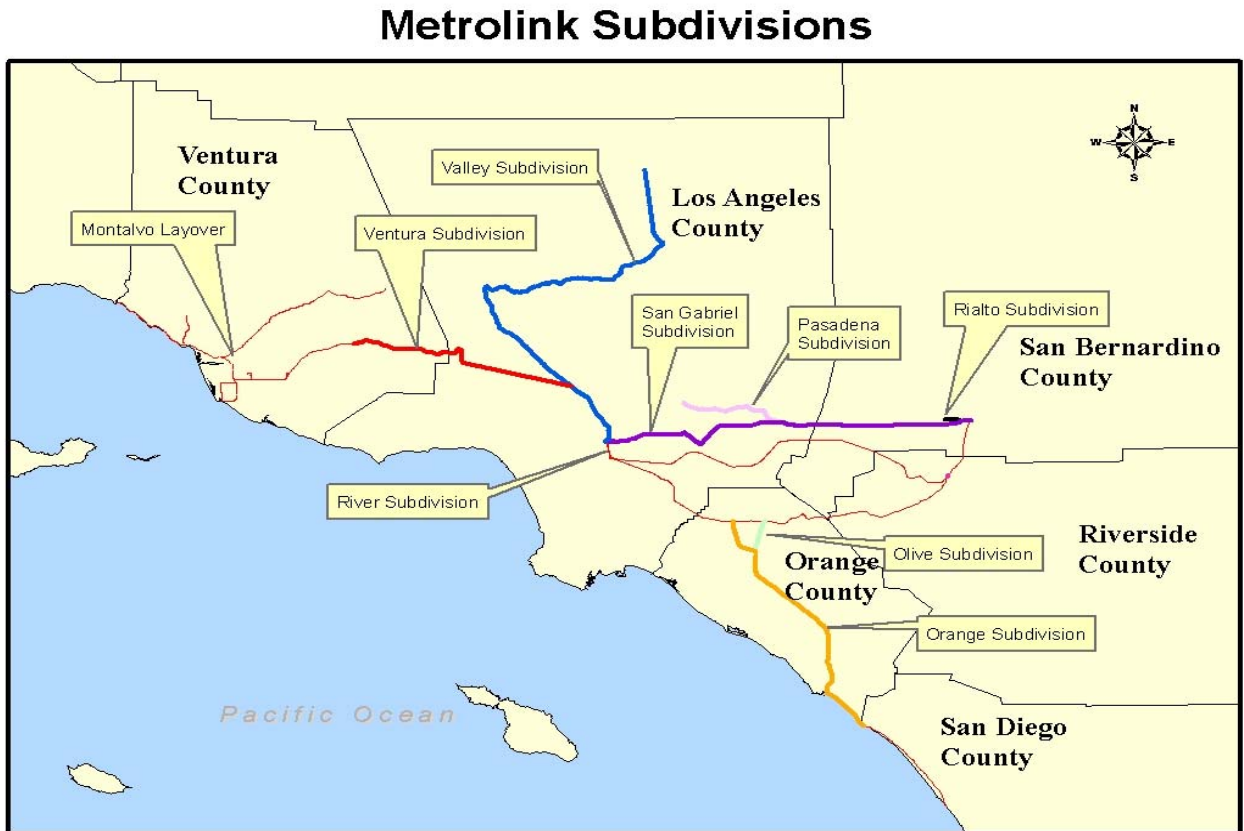 Metrolink Subdivisions
N
W
E
S
Ventura
County
Valley Subdivision
Los Angeles
County
Montalvo Layover
Ventura Subdivision
San Gabriel
Subdivision
Pasadena
Subdivision
Rialto Subdivision
San Bernardino
County
River Subdivision
Olive Subdivision
Riverside
County
Orange
County
Orange Subdivision
Pacific Ocean
San Diego
County